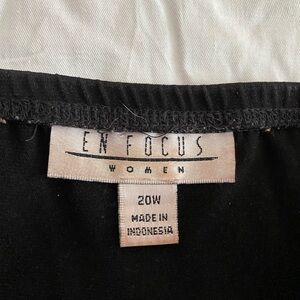 EN FOCUS
WOMEN
20W
MADE IN
INDONESIA